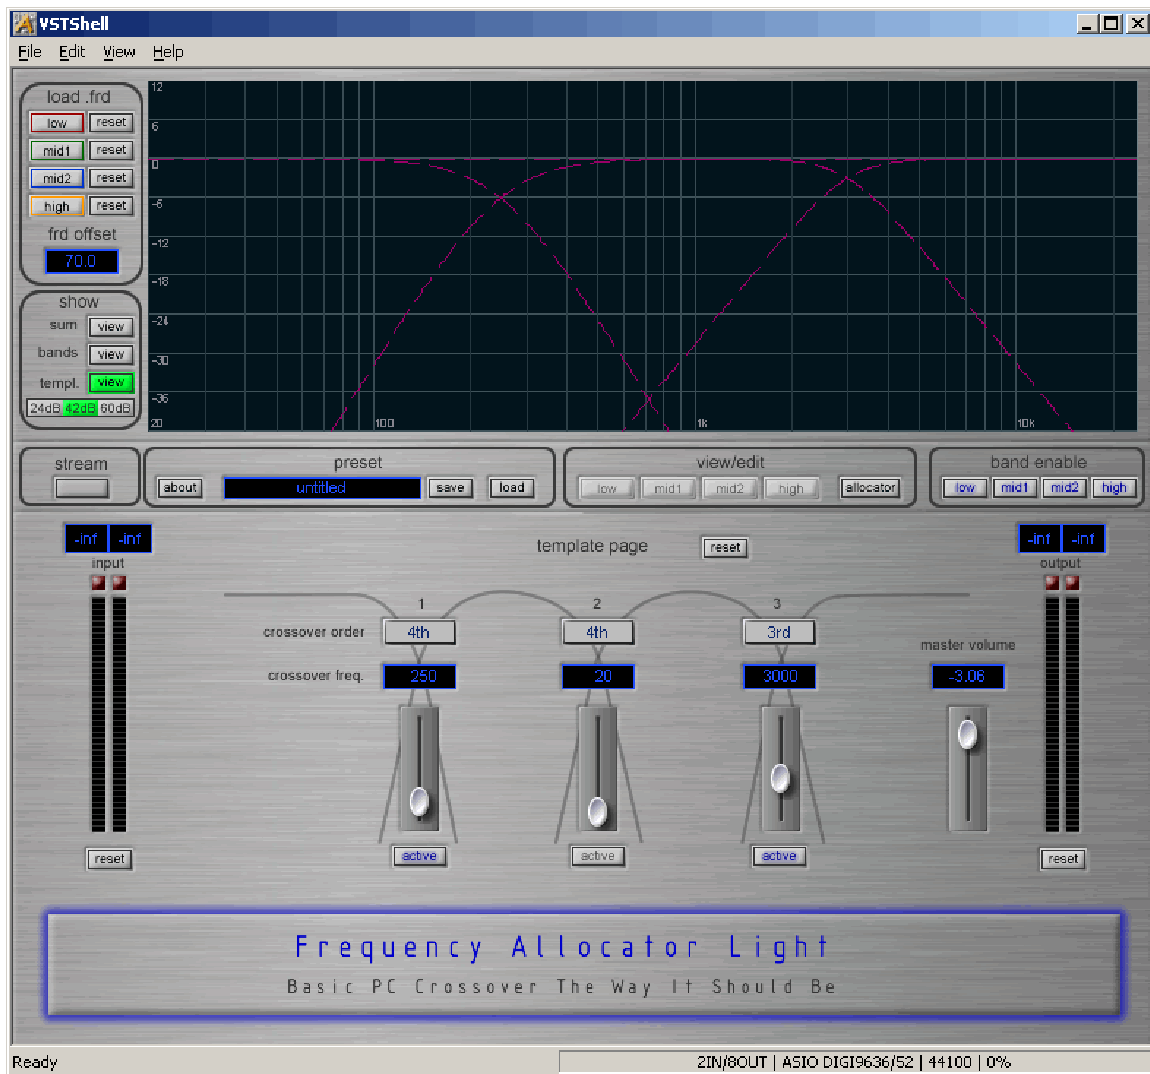 VSTShell
File Edit View Help
load .frd
low reset
mid1 reset
mid2 reset
high reset
frd offset
70.0
show
sum view
bands view
templ. view
24dB 42dB 60dB
12
6
0
-6
-12
-18
-24
-30
-36
20 100 1k 10k
stream
preset
about untitled save load
view/edit
low mid1 mid2 high allocator
band enable
low mid1 mid2 high
-inf -inf
input
reset
template page reset
1 2 3
crossover order 4th 4th 3rd
crossover freq. 250 20 3000
active active active
master volume
-3.06
-inf -inf
output
reset
Frequency Allocator Light
Basic PC Crossover The Way It Should Be
Ready 2IN/8OUT | ASIO DIGI9636/52 | 44100 | 0%